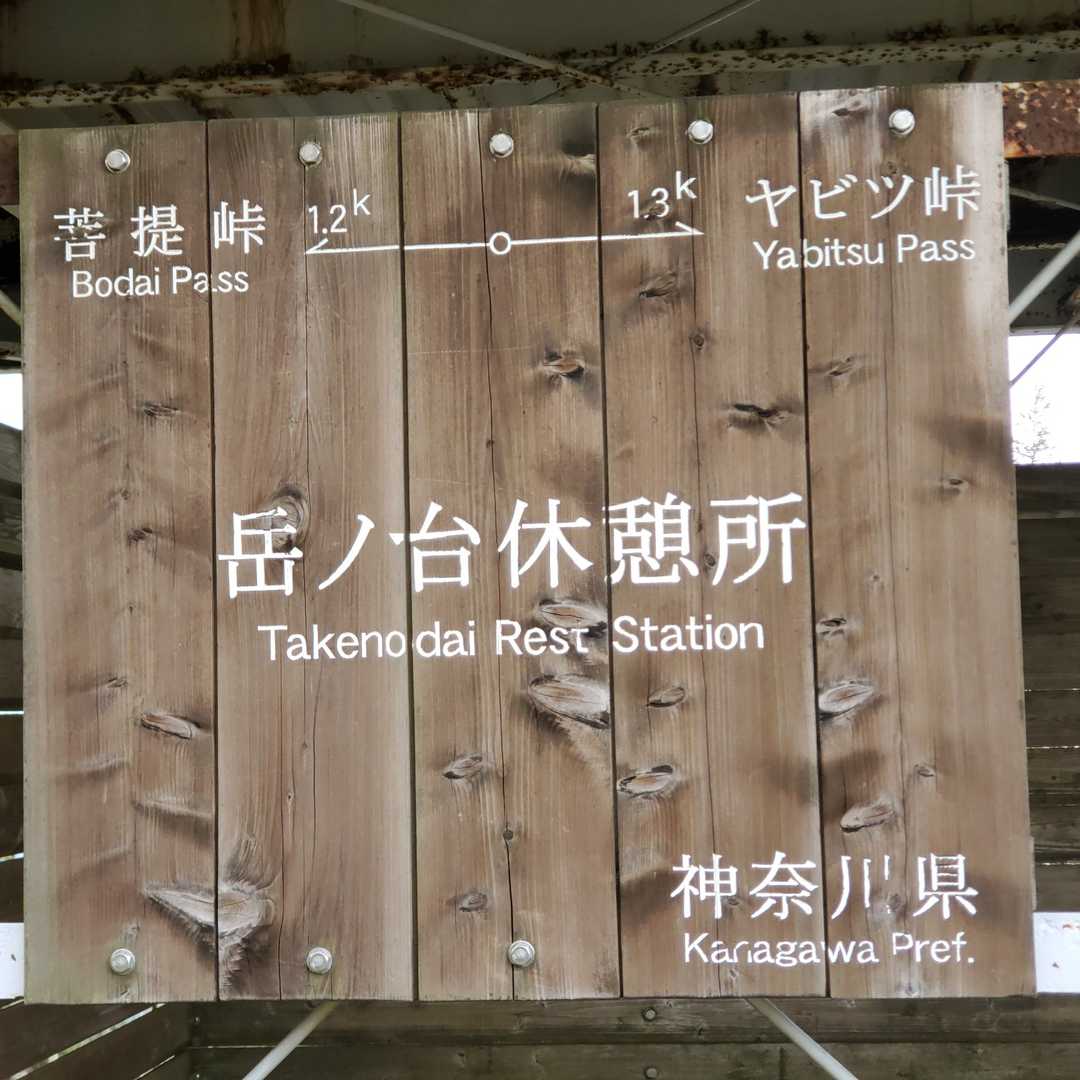 菩提峠
Bodai Pass
1.2k
1.3k
ヤビツ峠
Yabitsu Pass
岳ノ台休憩所
Takenodai Rest Station
神奈川県
Kanagawa Pref.